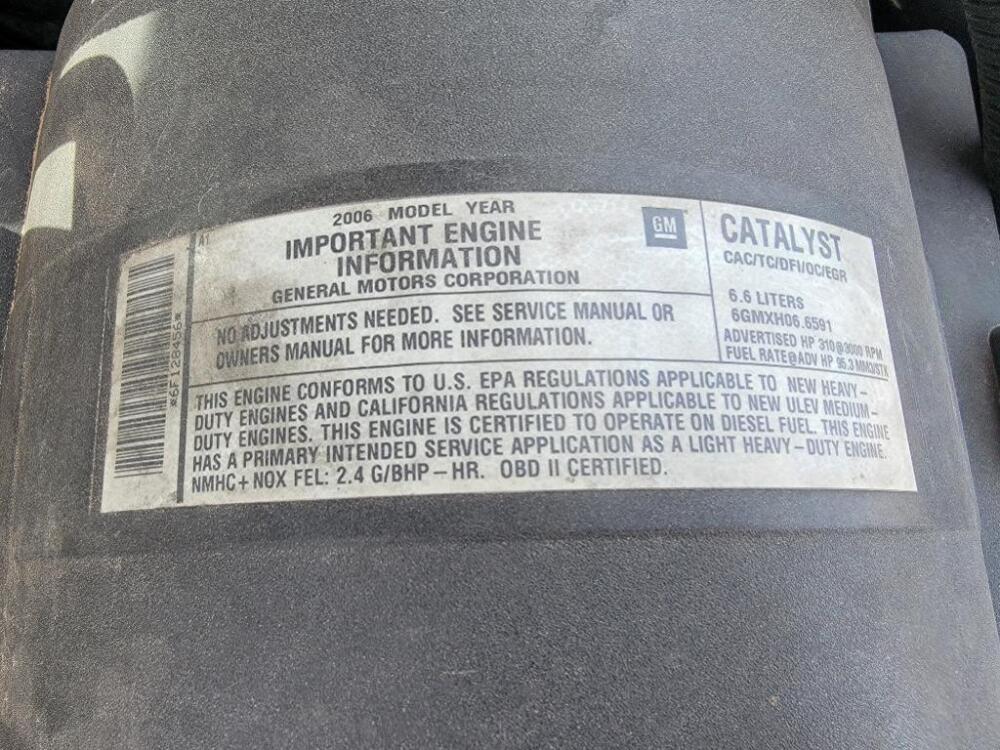 2006 MODEL YEAR
A1
IMPORTANT ENGINE
INFORMATION
GENERAL MOTORS CORPORATION
GM
NO ADJUSTMENTS NEEDED. SEE SERVICE MANUAL OR
OWNERS MANUAL FOR MORE INFORMATION.
CATALYST
CAC/TC/DFI/OC/EGR
6.6 LITERS
6GMXH06.6591
ADVERTISED HP 310@3000 RPM
FUEL RATE@ADV HP 95.3 MM3/STK
THIS ENGINE CONFORMS TO U.S. EPA REGULATIONS APPLICABLE TO NEW HEAVY-
DUTY ENGINES AND CALIFORNIA REGULATIONS APPLICABLE TO NEW ULEV MEDIUM-
DUTY ENGINES. THIS ENGINE IS CERTIFIED TO OPERATE ON DIESEL FUEL. THIS ENGINE
HAS A PRIMARY INTENDED SERVICE APPLICATION AS A LIGHT HEAVY-DUTY ENGINE.
NMHC+NOX FEL: 2.4 G/BHP-HR. OBD II CERTIFIED.
*6F128456*